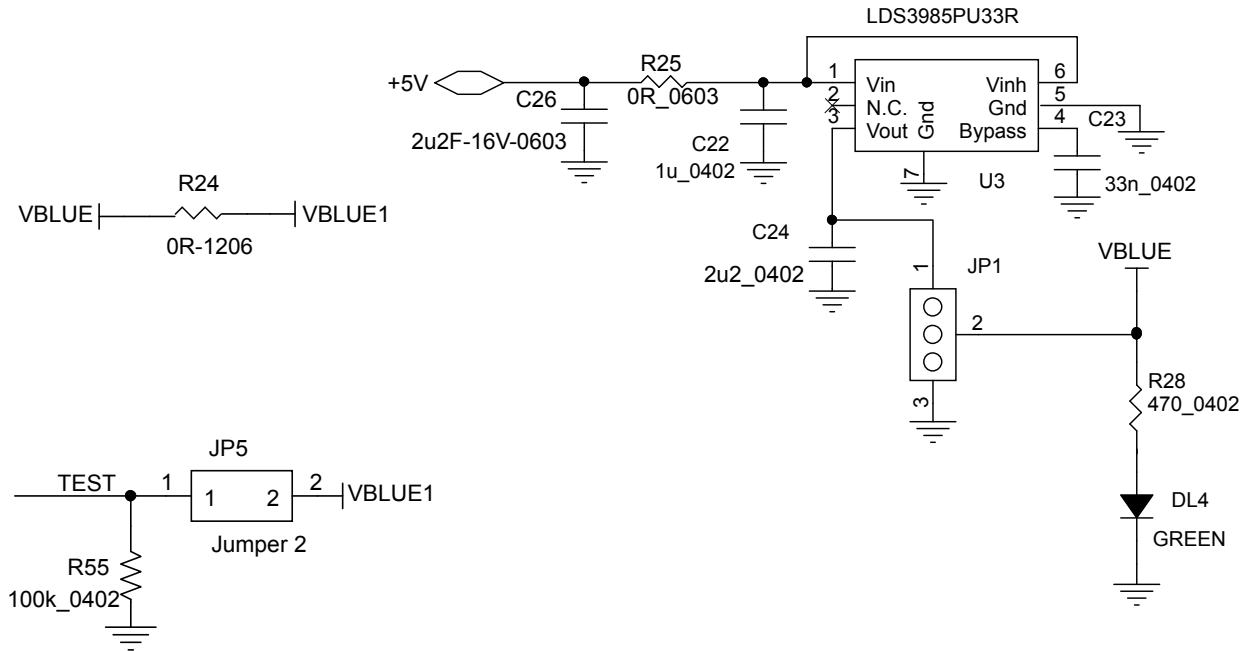 LDS3985PU33R
+5V
C26
2u2F-16V-0603
R25
0R_0603
C22
1u_0402
1
2
3
Vin
N.C.
Vout
Gnd
Vinh
Gnd
Bypass
6
5
4
7
U3
C23
33n_0402
R24
VBLUE
VBLUE1
0R-1206
C24
2u2_0402
1
JP1
2
3
VBLUE
R28
470_0402
DL4
GREEN
JP5
TEST
1
1
2
2
VBLUE1
Jumper 2
R55
100k_0402